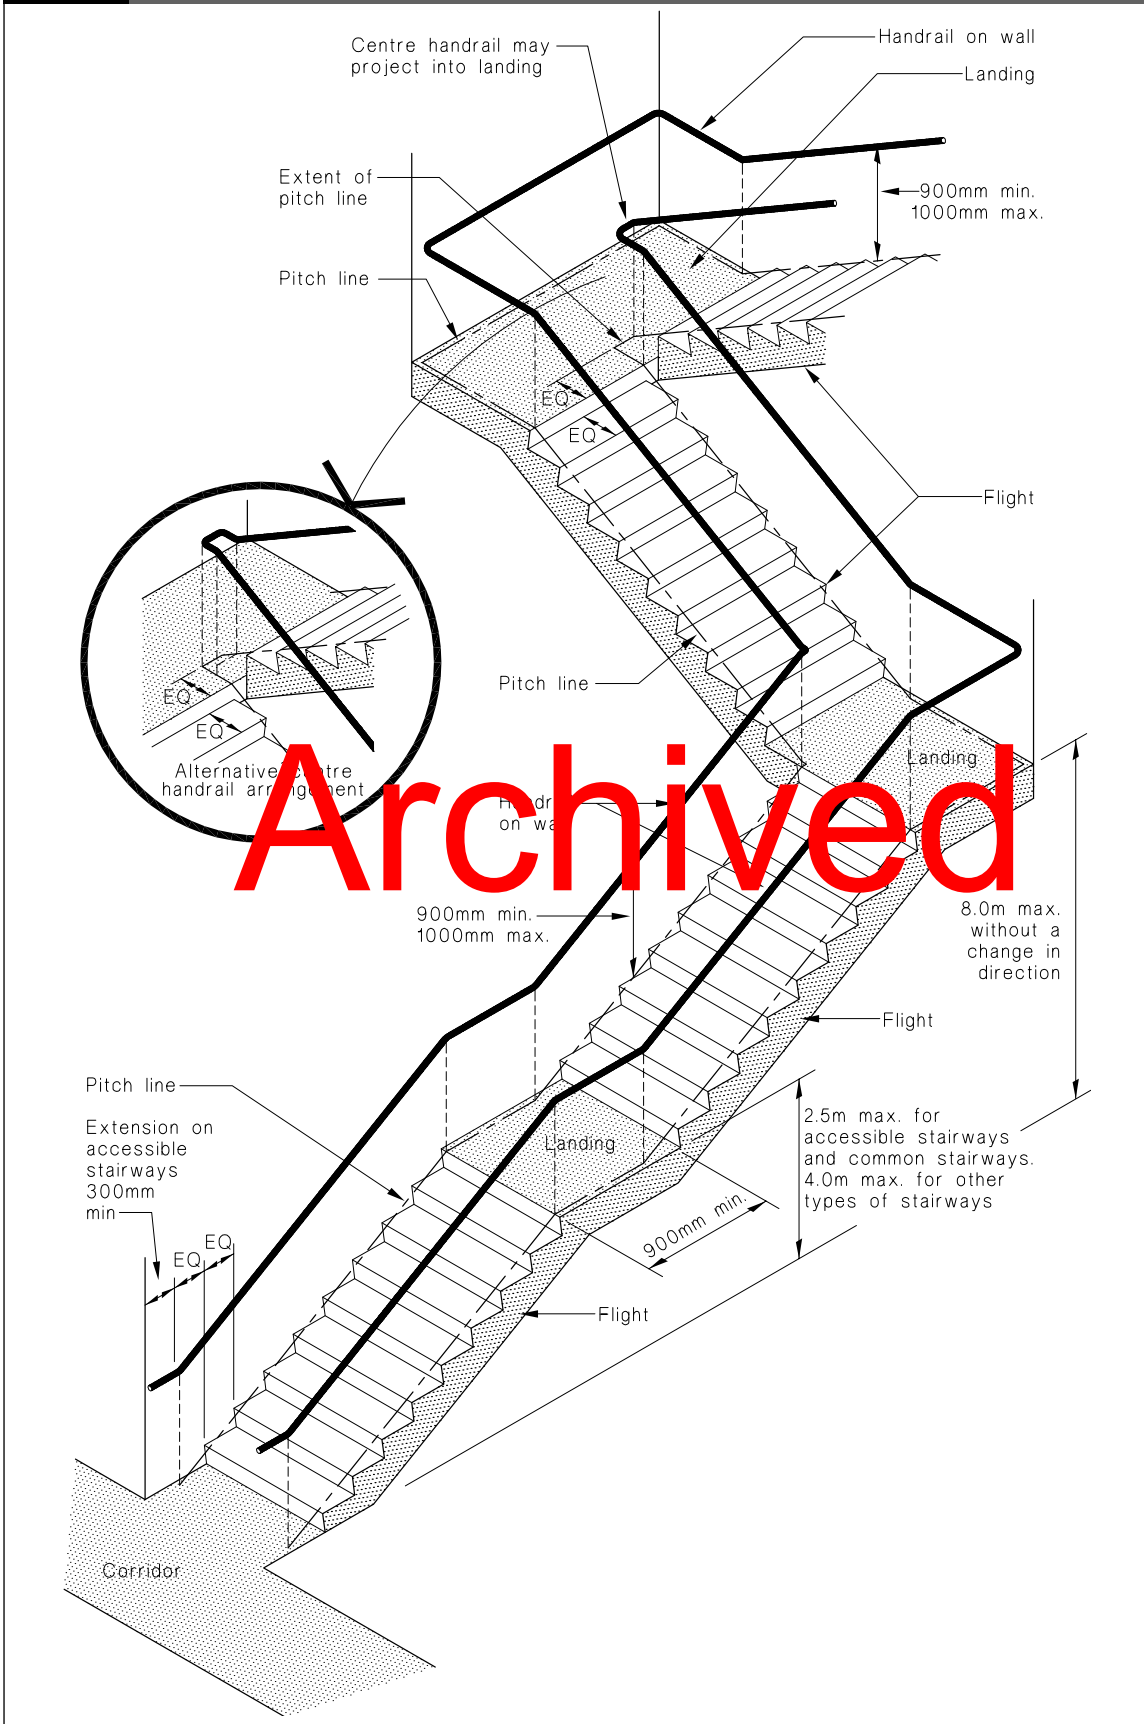 Centre handrail may
project into landing
Handrail on wall
Landing
Extent of
pitch line
900mm min.
1000mm max.
Pitch line
EQ
EQ
Flight
Pitch line
EQ
EQ
Alternative centre
handrail arrangement
Landing
Archived
on
900mm min.
1000mm max.
8.0m max.
without a
change in
direction
Flight
Pitch line
Extension on
accessible
stairways
300mm
min
Landing
2.5m max. for
accessible stairways
and common stairways.
4.0m max. for other
types of stairways
900mm min.
EQ
EQ
Flight
Corridor